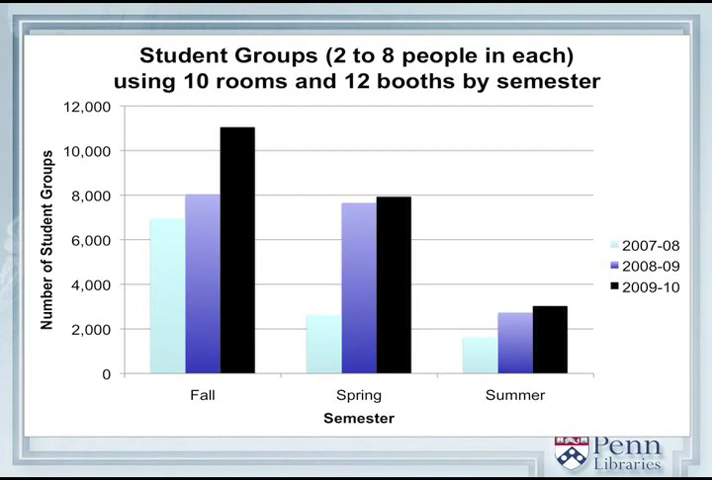 Student Groups (2 to 8 people in each)
using 10 rooms and 12 booths by semester
12,000
10,000
8,000
6,000
4,000
2,000
0
Number of Student Groups
Fall
Spring
Summer
Semester
2007-08
2008-09
2009-10
Penn
Libraries